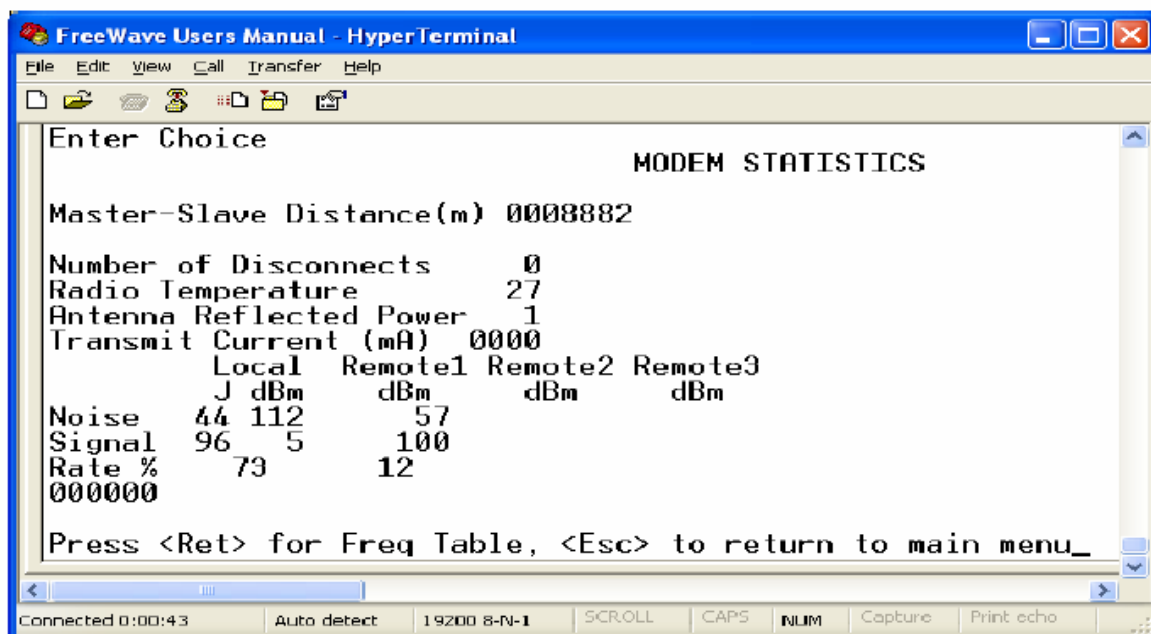 FreeWave Users Manual - HyperTerminal
File Edit View Call Transfer Help
Enter Choice
MODEM STATISTICS
Master-Slave Distance(m) 0008882
Number of Disconnects 0
Radio Temperature 27
Antenna Reflected Power 1
Transmit Current (mA) 0000
Local Remote1 Remote2 Remote3
J dBm dBm dBm dBm
Noise 44 112 57
Signal 96 5 100
Rate % 73 12
000000
Press <Ret> for Freq Table, <Esc> to return to main menu_
Connected 0:00:43 Auto detect 19200 8-N-1 SCROLL CAPS NUM Capture Print echo